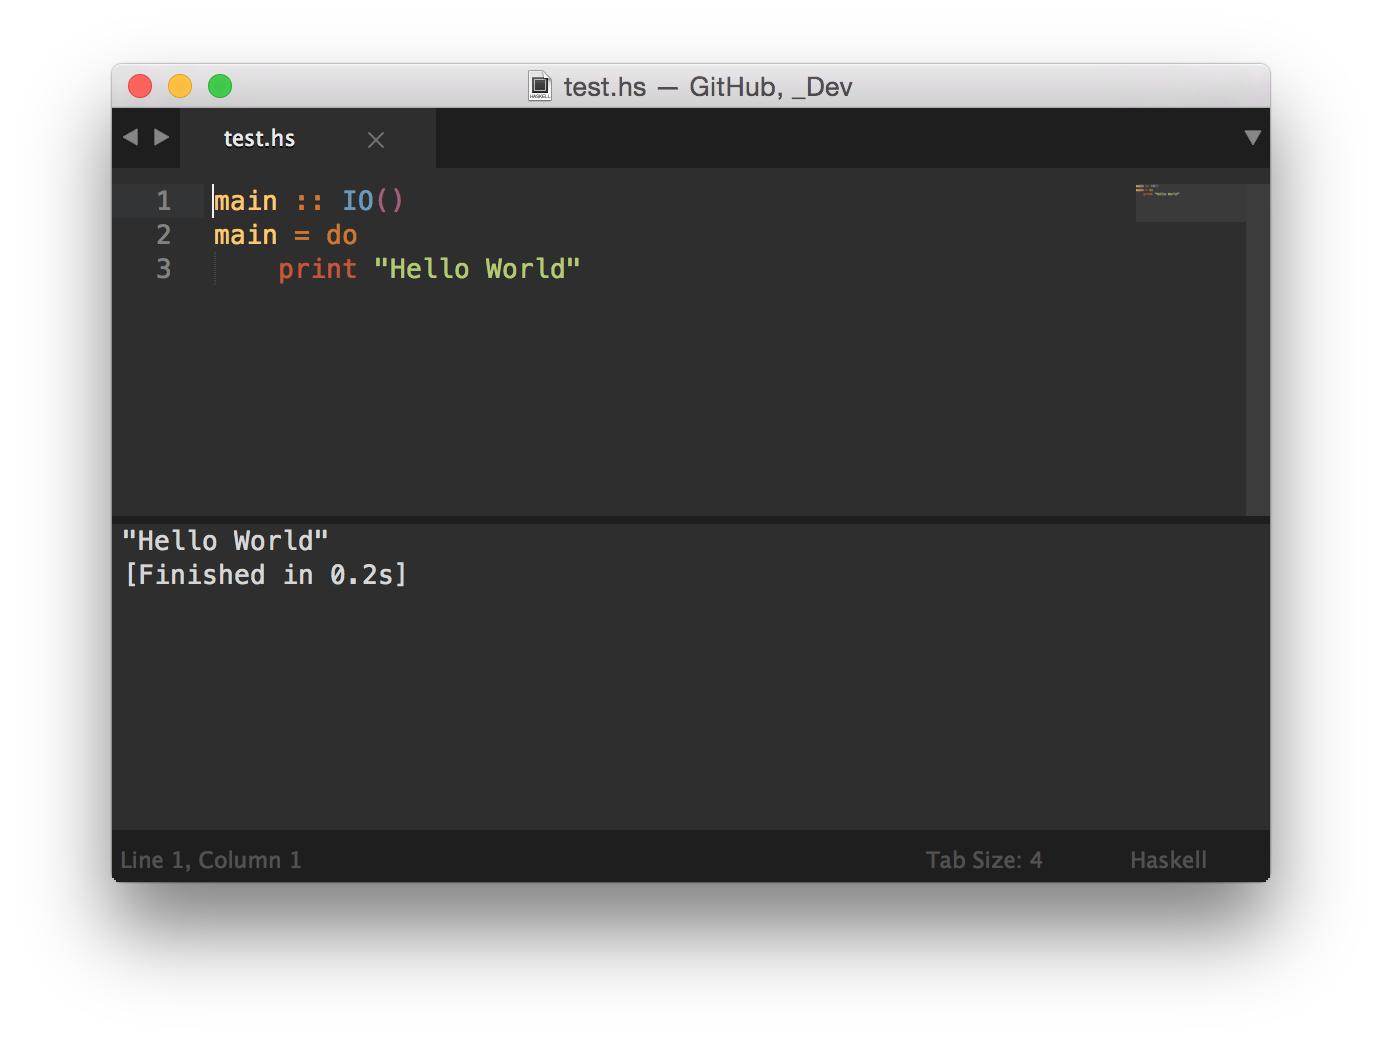 test.hs — GitHub, _Dev
test.hs
1 main :: IO()
2 main = do
3     print "Hello World"
"Hello World"
[Finished in 0.2s]
Line 1, Column 1
Tab Size: 4
Haskell